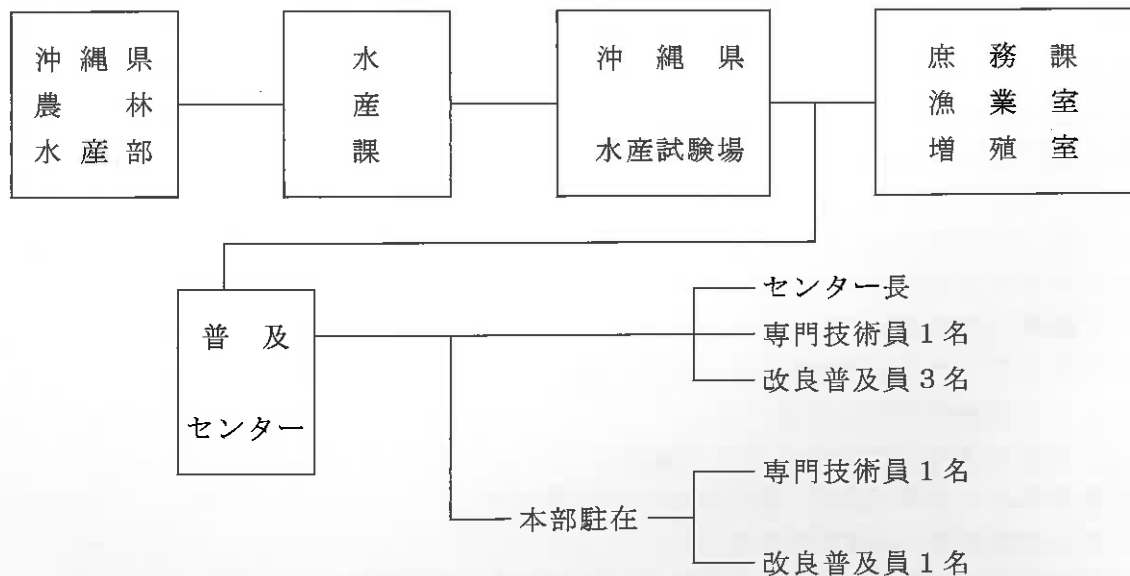 沖縄県
農林
水産部
水
産
課
沖縄県
水産試験場
庶務課
漁業室
増殖室
普及
センター
センター長
専門技術員1名
改良普及員3名
本部駐在
専門技術員1名
改良普及員1名